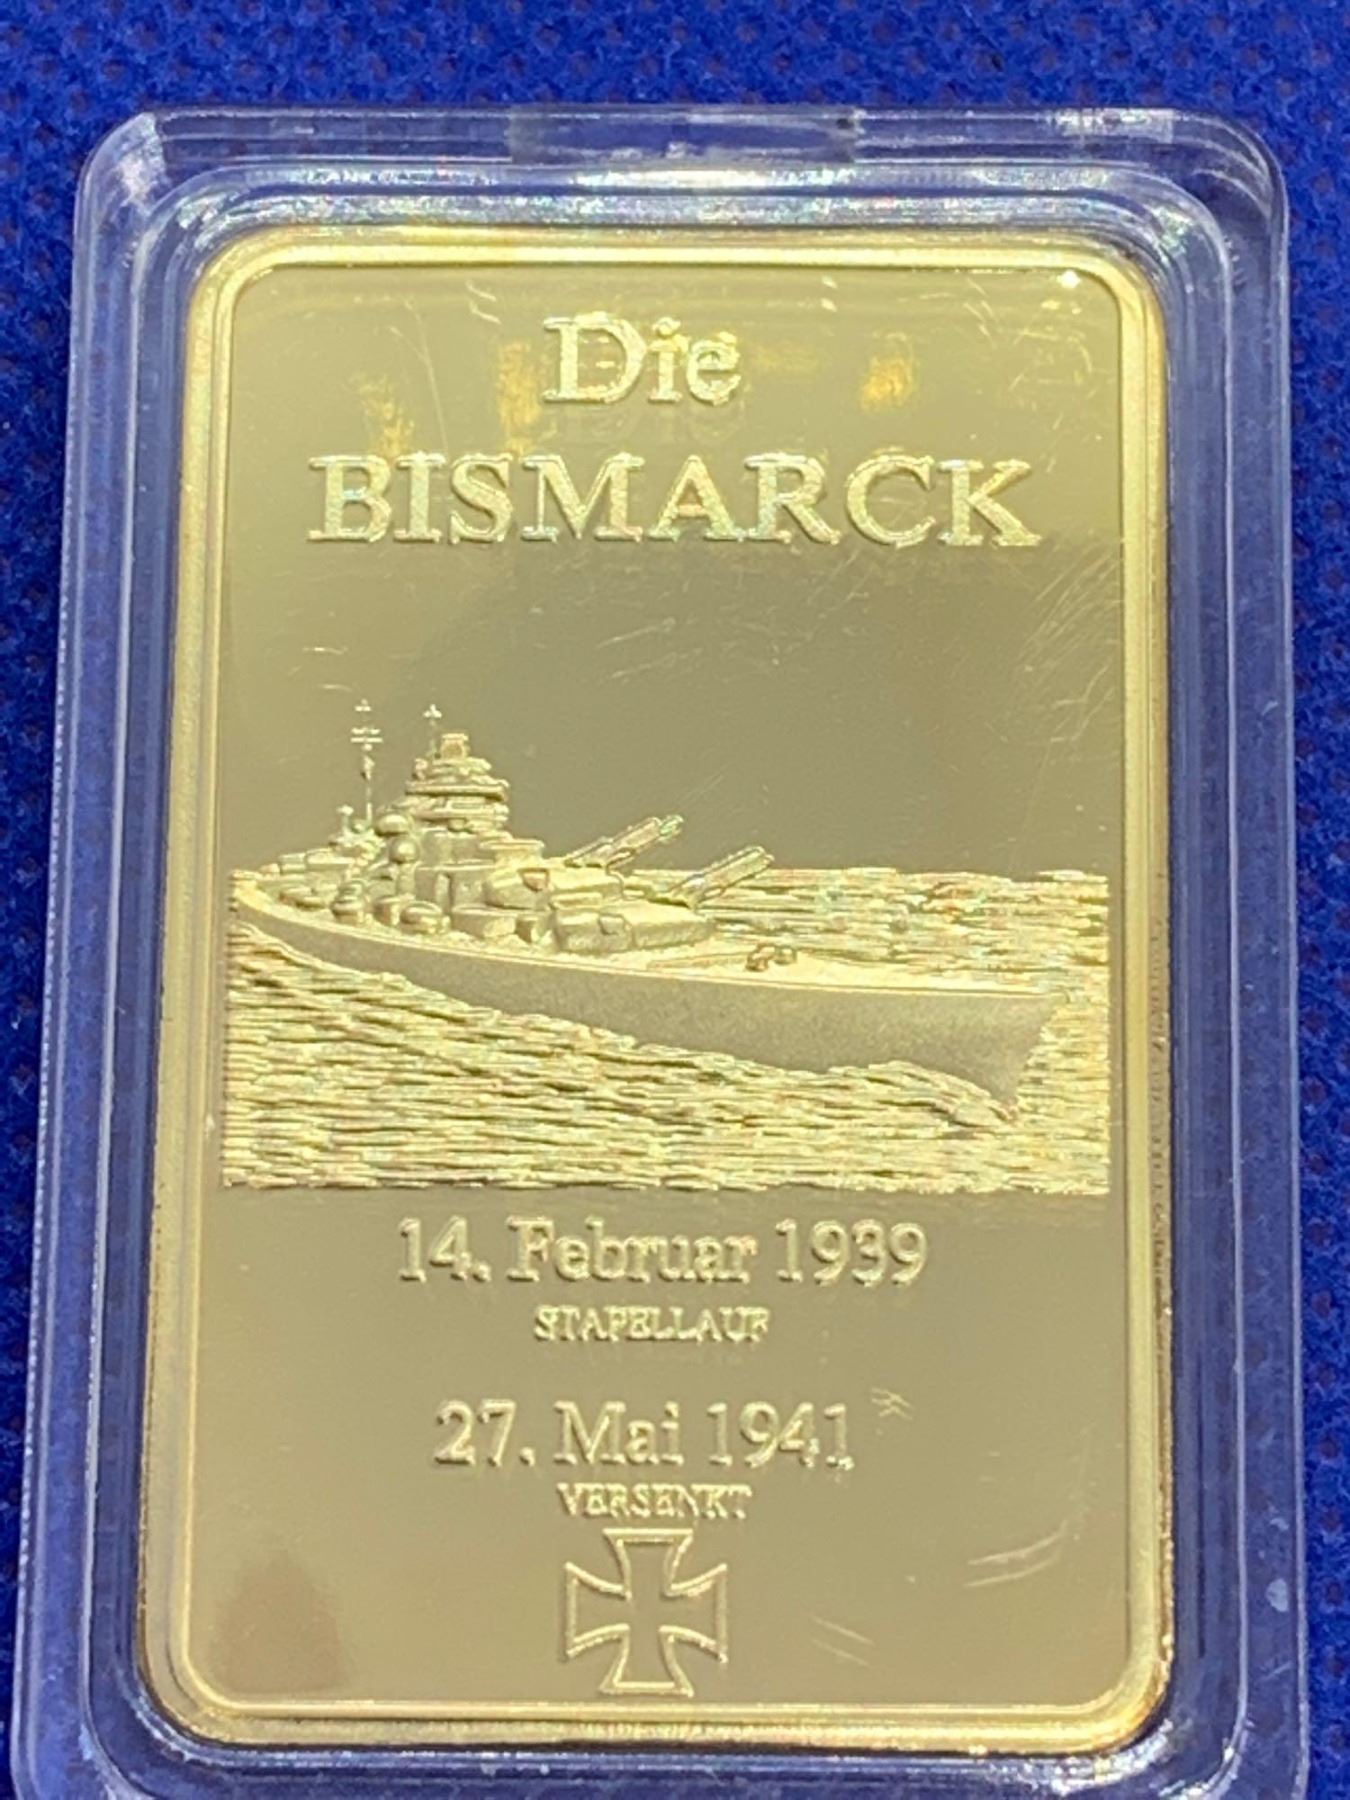 Die
BISMARCK
14. Februar 1939
STAPELLAUF
27. Mai 1941
VERSENKT